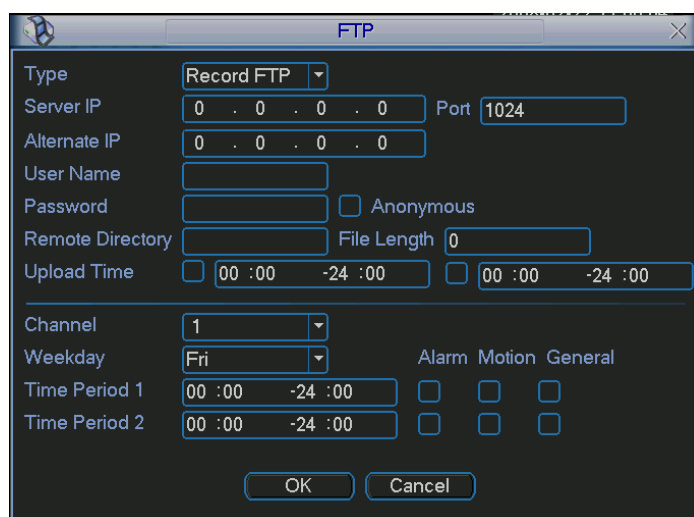 FTP
Type Record FTP
Server IP 0 . 0 . 0 . 0 Port 1024
Alternate IP 0 . 0 . 0 . 0
User Name
Password Anonymous
Remote Directory File Length 0
Upload Time 00 :00 -24 :00 00 :00 -24 :00
Channel 1
Weekday Fri Alarm Motion General
Time Period 1 00 :00 -24 :00
Time Period 2 00 :00 -24 :00
OK Cancel